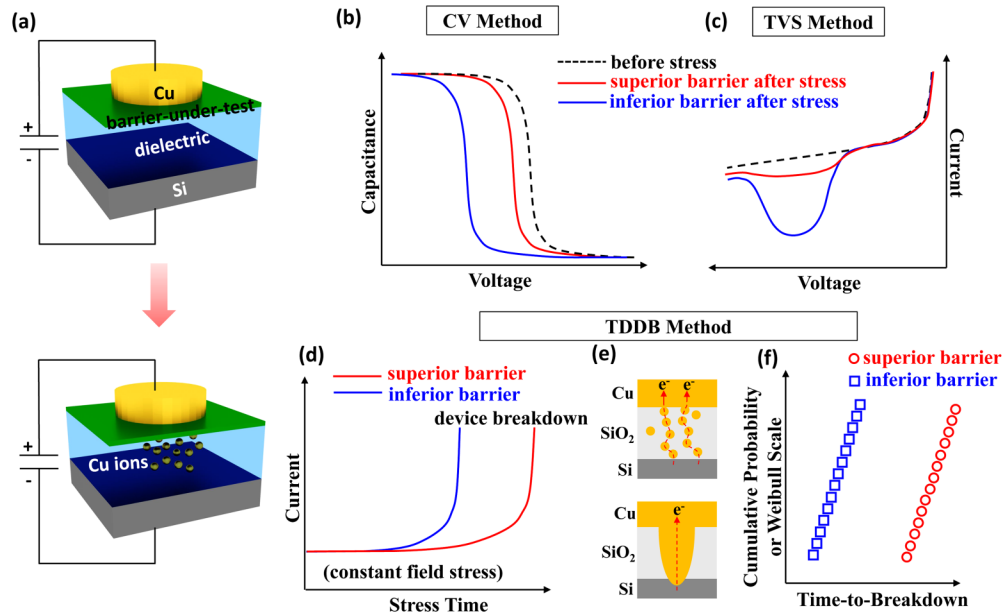 (a)
+
-
Cu
barrier-under-test
dielectric
Si
+
-
Cu ions
(b)
CV Method
Capacitance
Voltage
before stress
superior barrier after stress
inferior barrier after stress
(c)
TVS Method
Current
Voltage
TDDB Method
(d)
superior barrier
inferior barrier
device breakdown
Current
(constant field stress)
Stress Time
(e)
Cu
e⁻ e⁻
SiO₂
Si
Cu
e⁻
SiO₂
Si
(f)
superior barrier
inferior barrier
Cumulative Probability
or Weibull Scale
Time-to-Breakdown